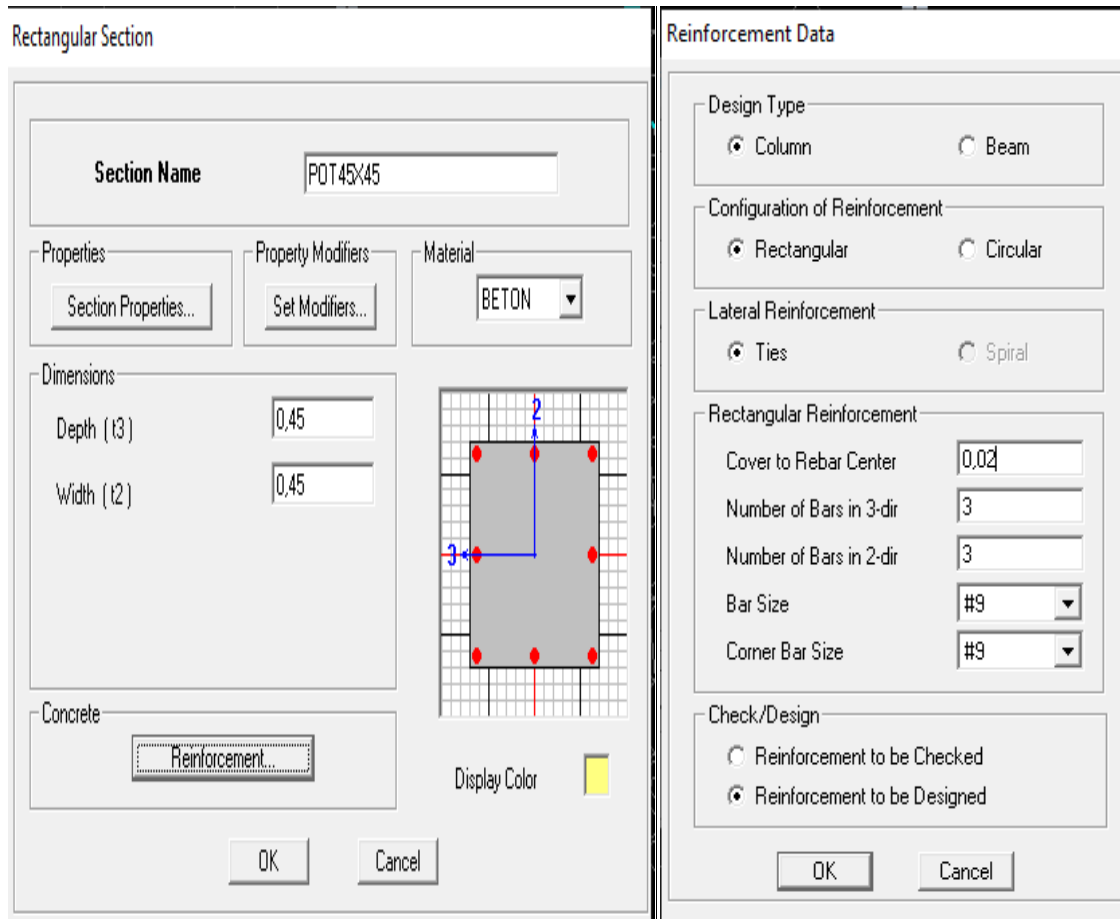 Rectangular Section
Section Name
POT45X45
Properties
Section Properties...
Property Modifiers
Set Modifiers...
Material
BETON
Dimensions
Depth ( t3 )
0,45
Width ( t2 )
0,45
2
3
Concrete
Reinforcement...
Display Color
OK
Cancel
Reinforcement Data
Design Type
Column
Beam
Configuration of Reinforcement
Rectangular
Circular
Lateral Reinforcement
Ties
Spiral
Rectangular Reinforcement
Cover to Rebar Center
0,02
Number of Bars in 3-dir
3
Number of Bars in 2-dir
3
Bar Size
#9
Corner Bar Size
#9
Check/Design
Reinforcement to be Checked
Reinforcement to be Designed
OK
Cancel